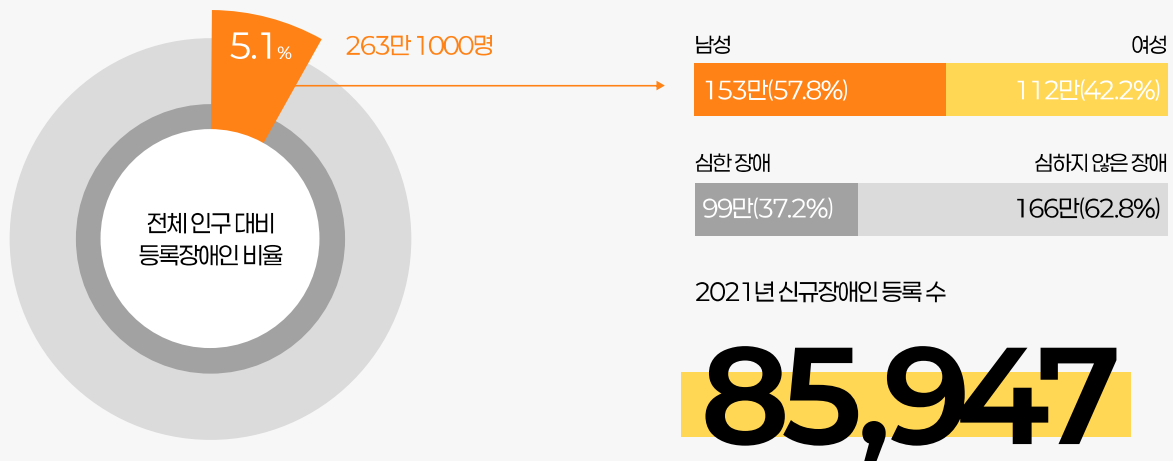 5.1%
263만 1000명
전체 인구 대비
등록장애인 비율
남성 여성
153만(57.8%) 112만(42.2%)
심한 장애 심하지 않은 장애
99만(37.2%) 166만(62.8%)
2021년 신규장애인 등록 수
85,947